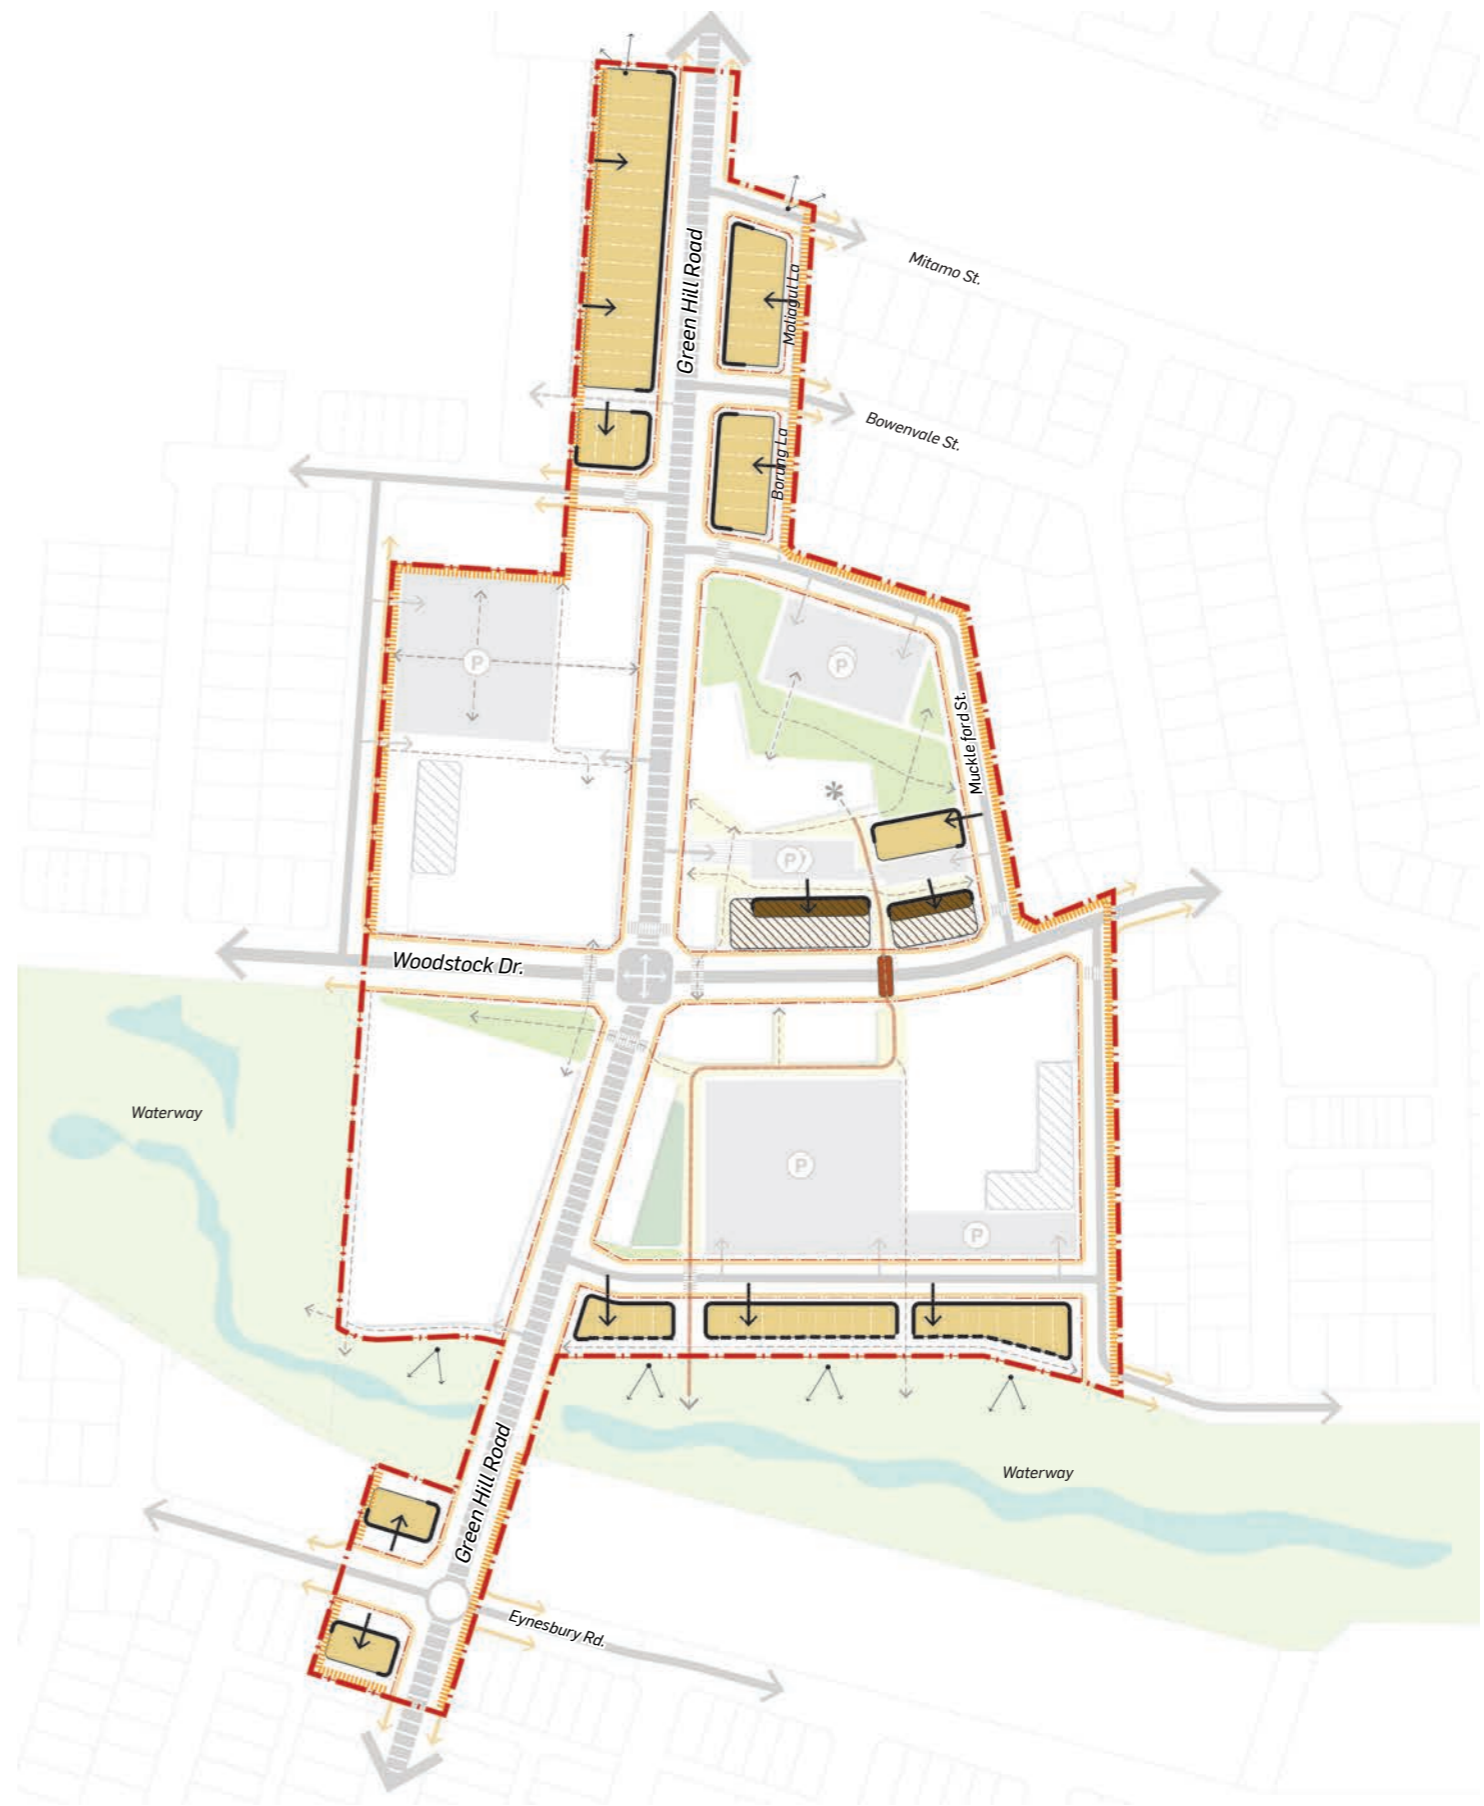 Green Hill Road
Moliagul La
Mitamo St.
Bowenvale St.
Borung La
P
P
Muckleford St.
P
Woodstock Dr.
Waterway
P
P
Green Hill Road
Waterway
Eynesbury Rd.